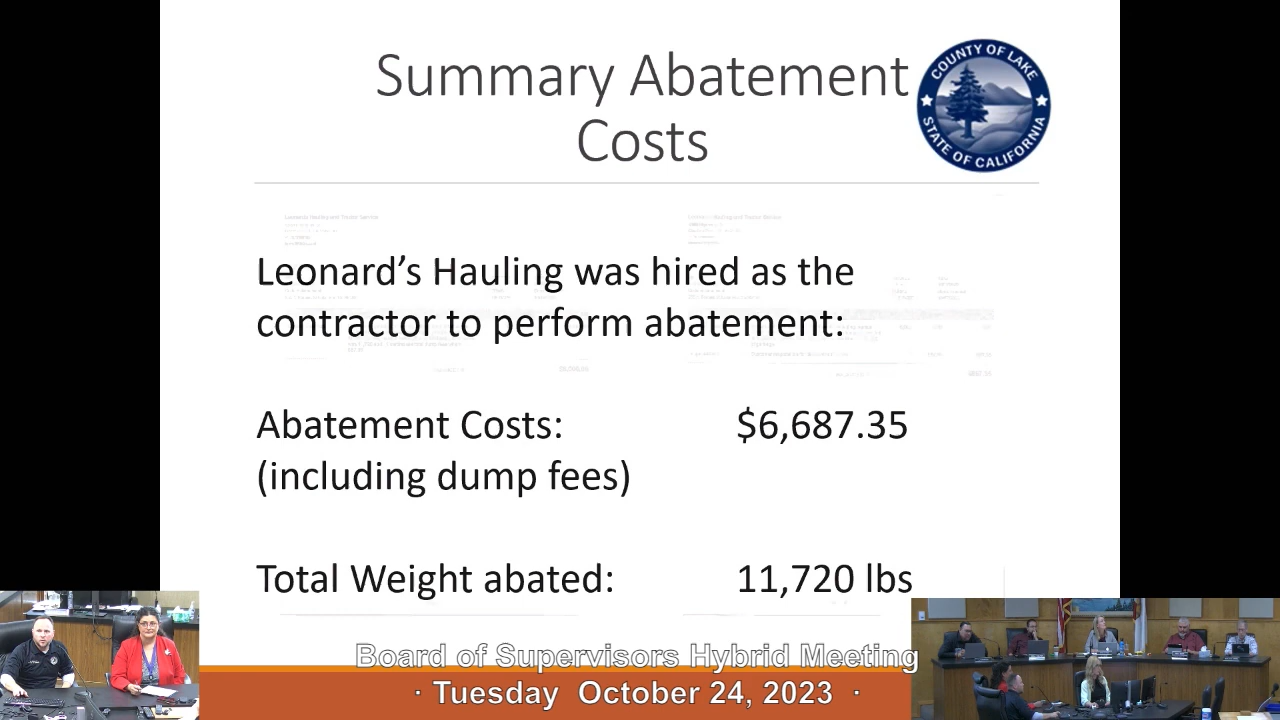 Summary Abatement
Costs
COUNTY OF LAKE
STATE OF CALIFORNIA
Leonard’s Hauling was hired as the
contractor to perform abatement:
Abatement Costs: $6,687.35
(including dump fees)
Total Weight abated: 11,720 lbs
Board of Supervisors Hybrid Meeting
· Tuesday October 24, 2023 ·